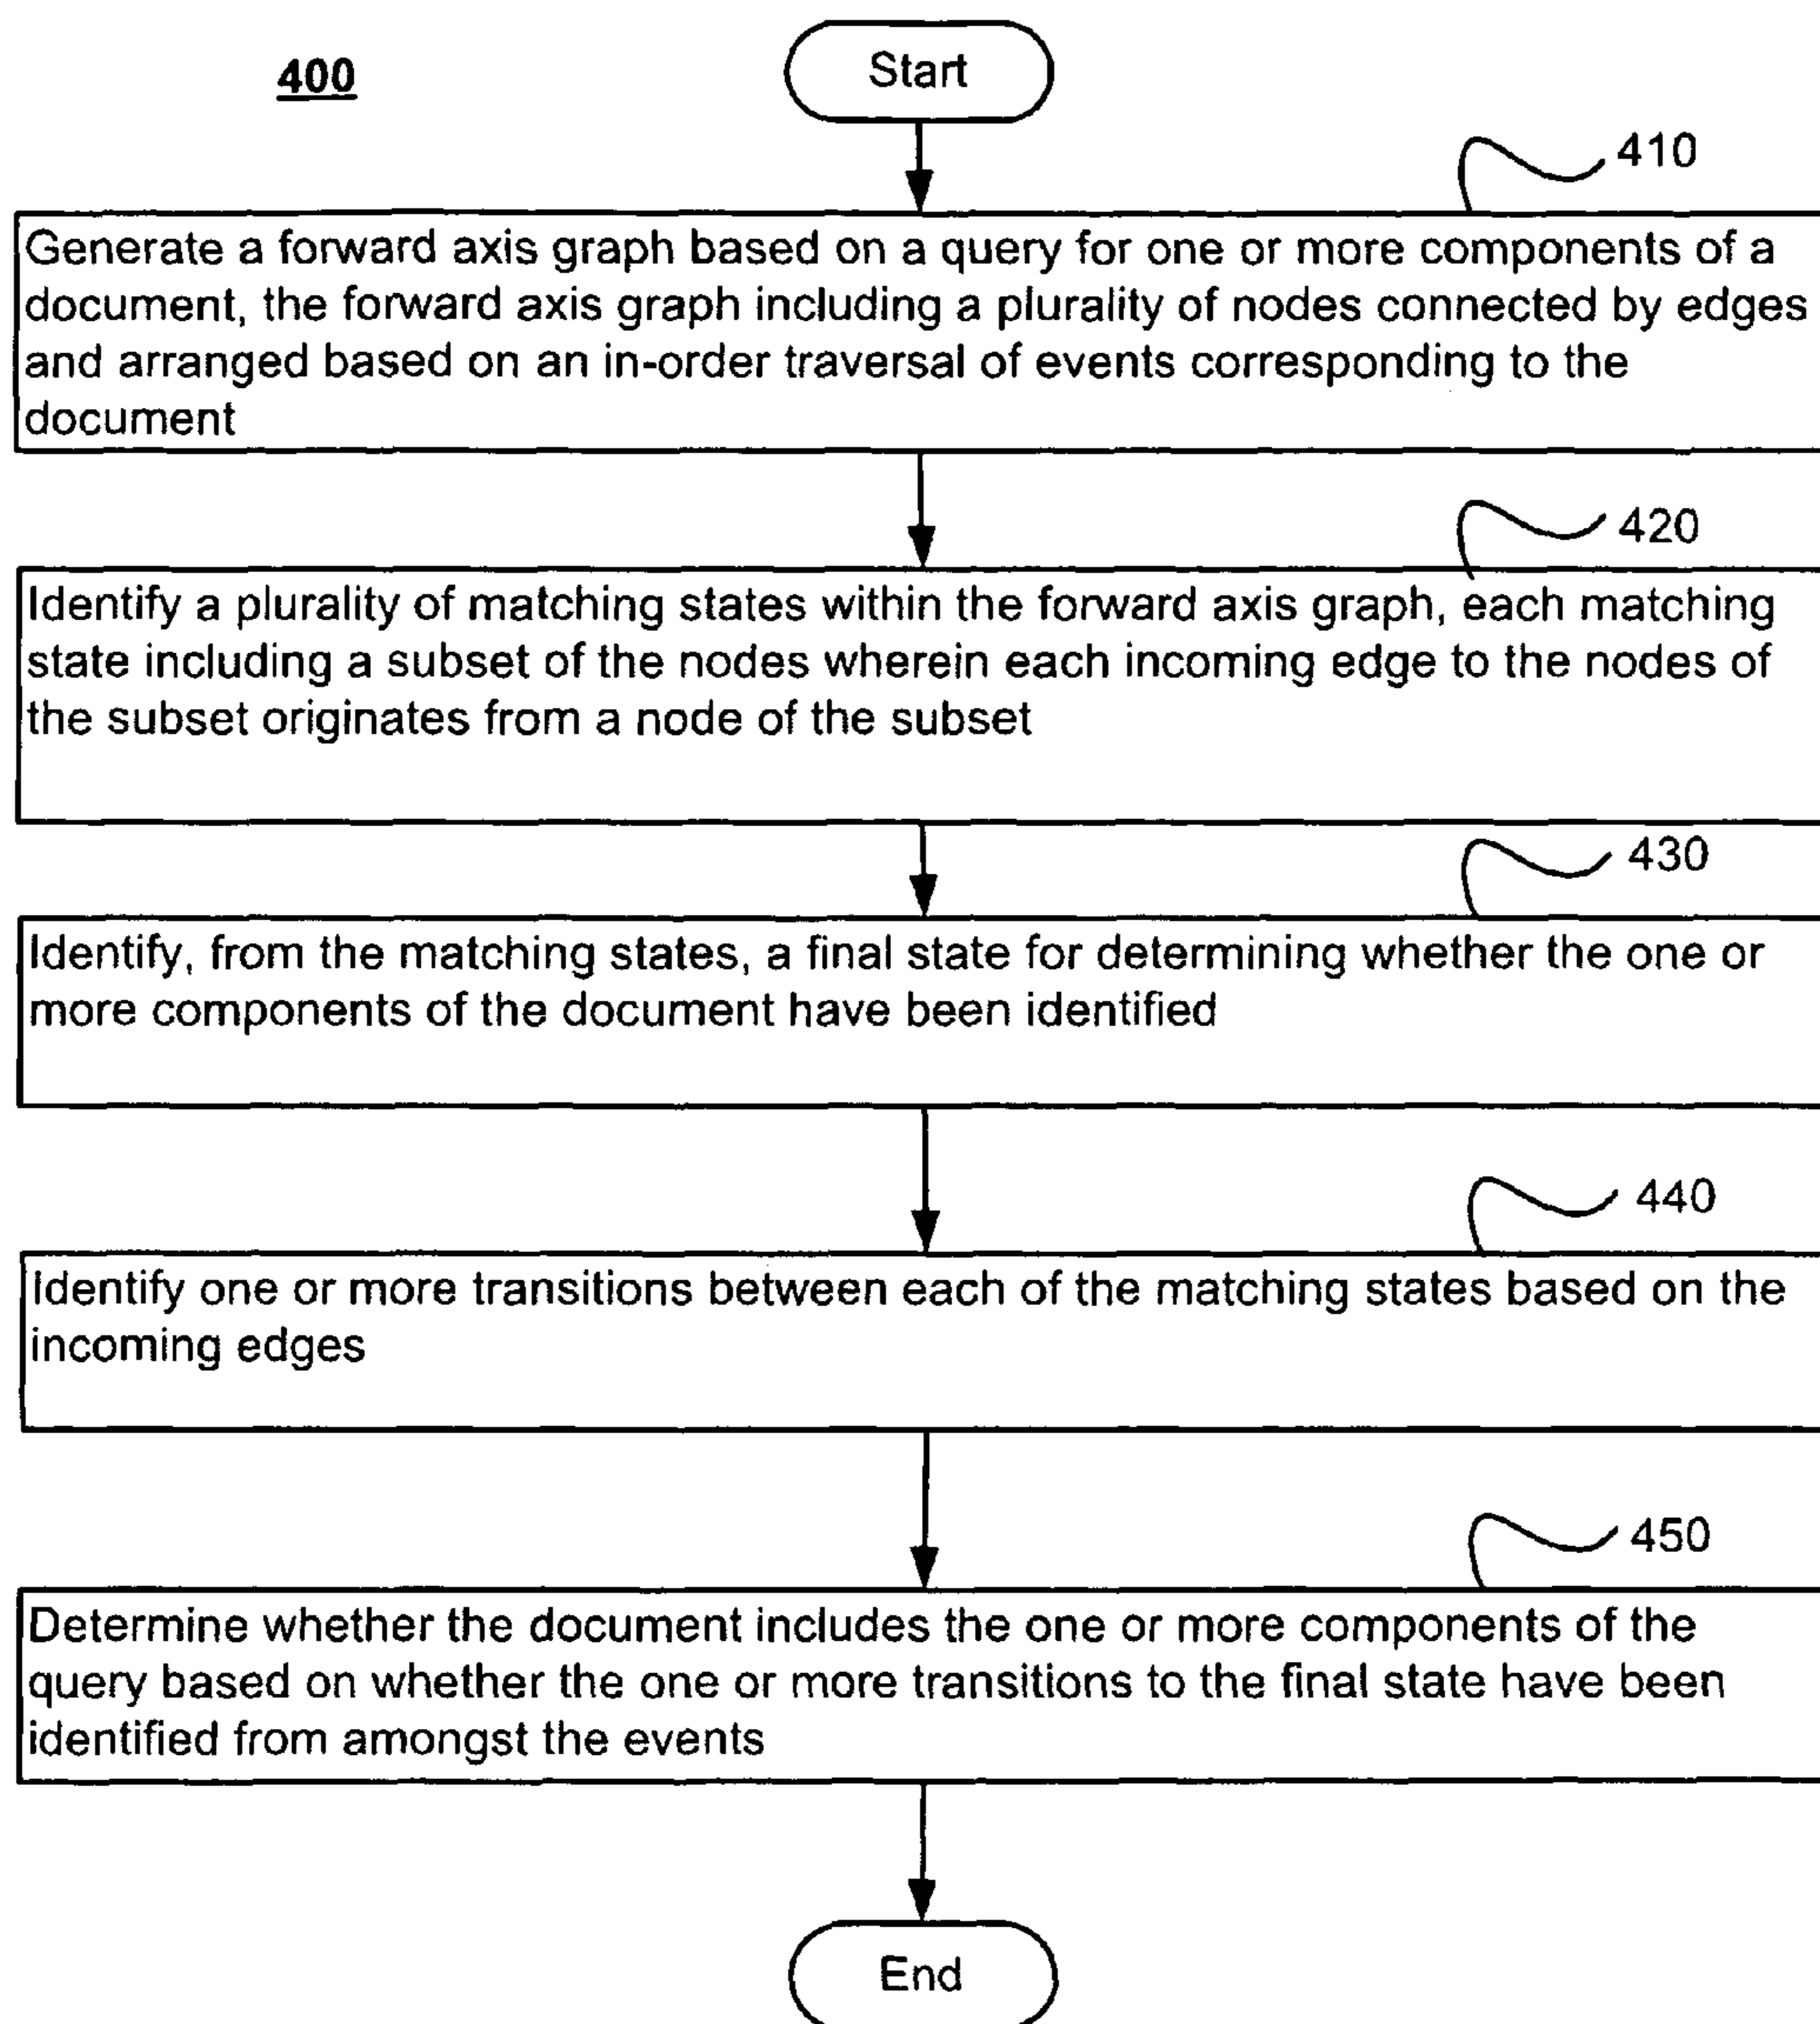 400
Start
410
Generate a forward axis graph based on a query for one or more components of a
document, the forward axis graph including a plurality of nodes connected by edges
and arranged based on an in-order traversal of events corresponding to the
document
420
Identify a plurality of matching states within the forward axis graph, each matching
state including a subset of the nodes wherein each incoming edge to the nodes of
the subset originates from a node of the subset
430
Identify, from the matching states, a final state for determining whether the one or
more components of the document have been identified
440
Identify one or more transitions between each of the matching states based on the
incoming edges
450
Determine whether the document includes the one or more components of the
query based on whether the one or more transitions to the final state have been
identified from amongst the events
End